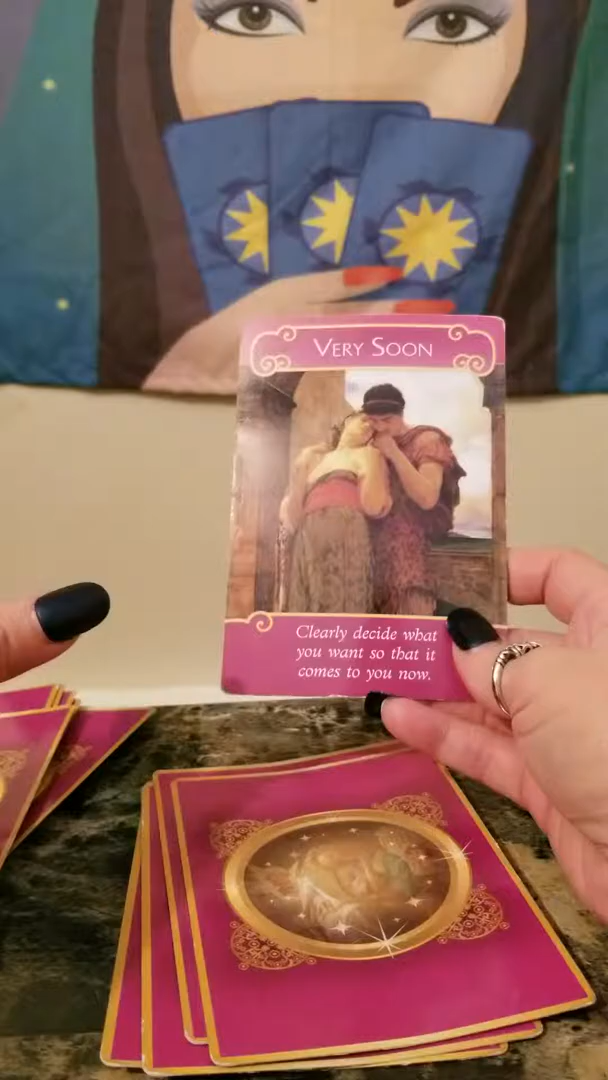 VERY SOON
Clearly decide what
you want so that it
comes to you now.